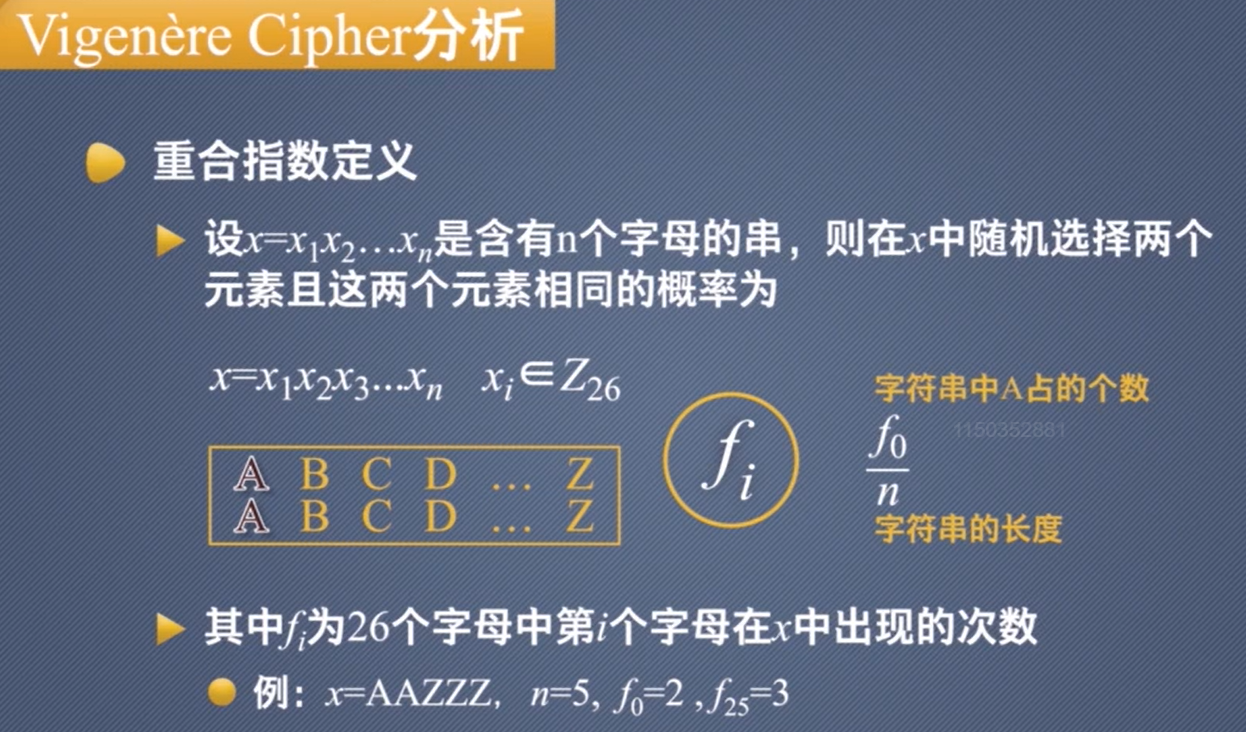 Vigenère Cipher分析
重合指数定义
设x=x₁x₂…xₙ是含有n个字母的串，则在x中随机选择两个
元素且这两个元素相同的概率为
x=x₁x₂x₃...xₙ xᵢ∈Z₂₆
字符串中A占的个数
f₀
1150352881
fᵢ
A B C D … Z
n
A B C D … Z
字符串的长度
其中fᵢ为26个字母中第i个字母在x中出现的次数
例：x=AAZZZ, n=5, f₀=2 ,f₂₅=3